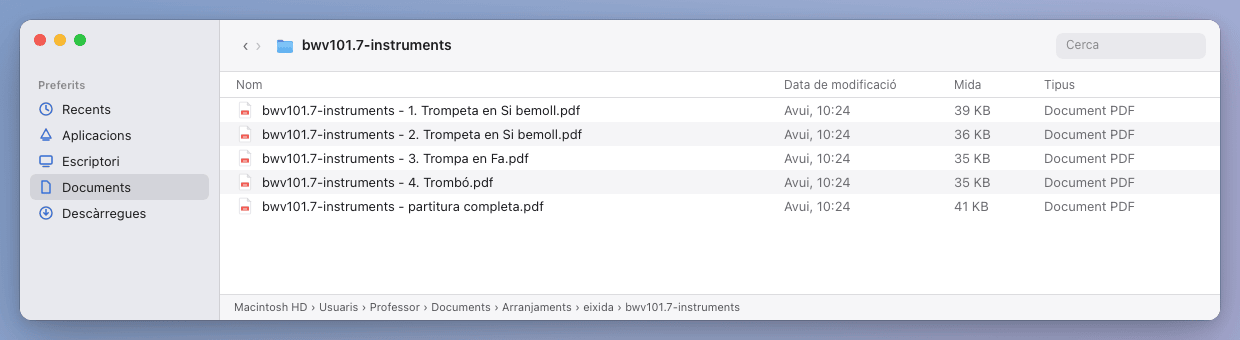 bwv101.7-instruments
Cerca
Preferits
Recents
Aplicacions
Escriptori
Documents
Descàrregues
Nom Data de modificació Mida Tipus
bwv101.7-instruments - 1. Trompeta en Si bemoll.pdf Avui, 10:24 39 KB Document PDF
bwv101.7-instruments - 2. Trompeta en Si bemoll.pdf Avui, 10:24 36 KB Document PDF
bwv101.7-instruments - 3. Trompa en Fa.pdf Avui, 10:24 35 KB Document PDF
bwv101.7-instruments - 4. Trombó.pdf Avui, 10:24 35 KB Document PDF
bwv101.7-instruments - partitura completa.pdf Avui, 10:24 41 KB Document PDF
Macintosh HD › Usuaris › Professor › Documents › Arranjaments › eixida › bwv101.7-instruments